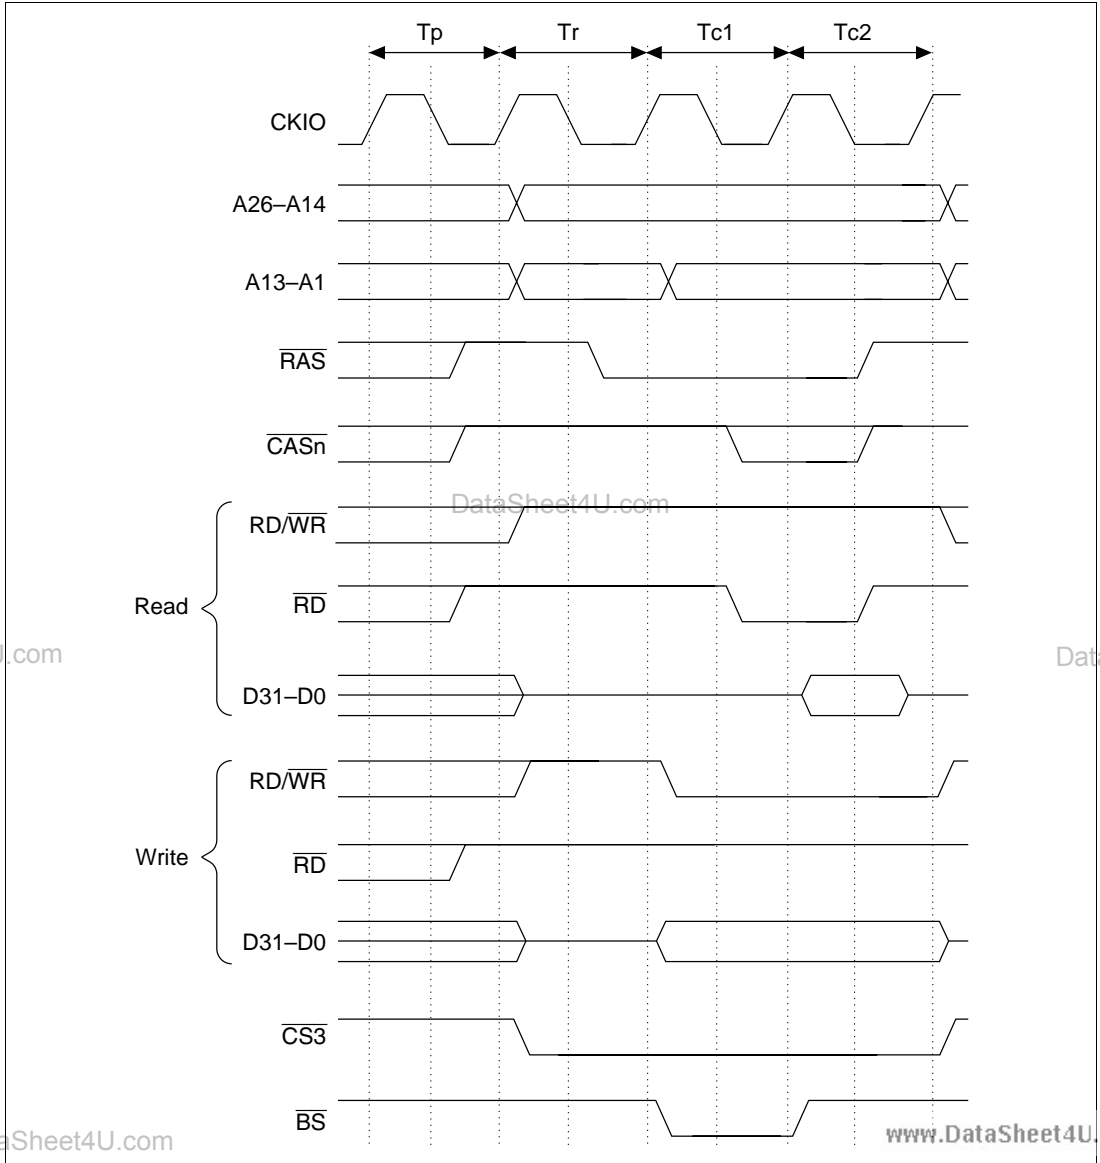 Tp Tr Tc1 Tc2
CKIO
A26–A14
A13–A1
RAS
CASn
DataSheet4U.com
RD/WR
Read
RD
J.com
Data
D31–D0
RD/WR
Write
RD
D31–D0
CS3
BS
aSheet4U.com
www.DataSheet4U.